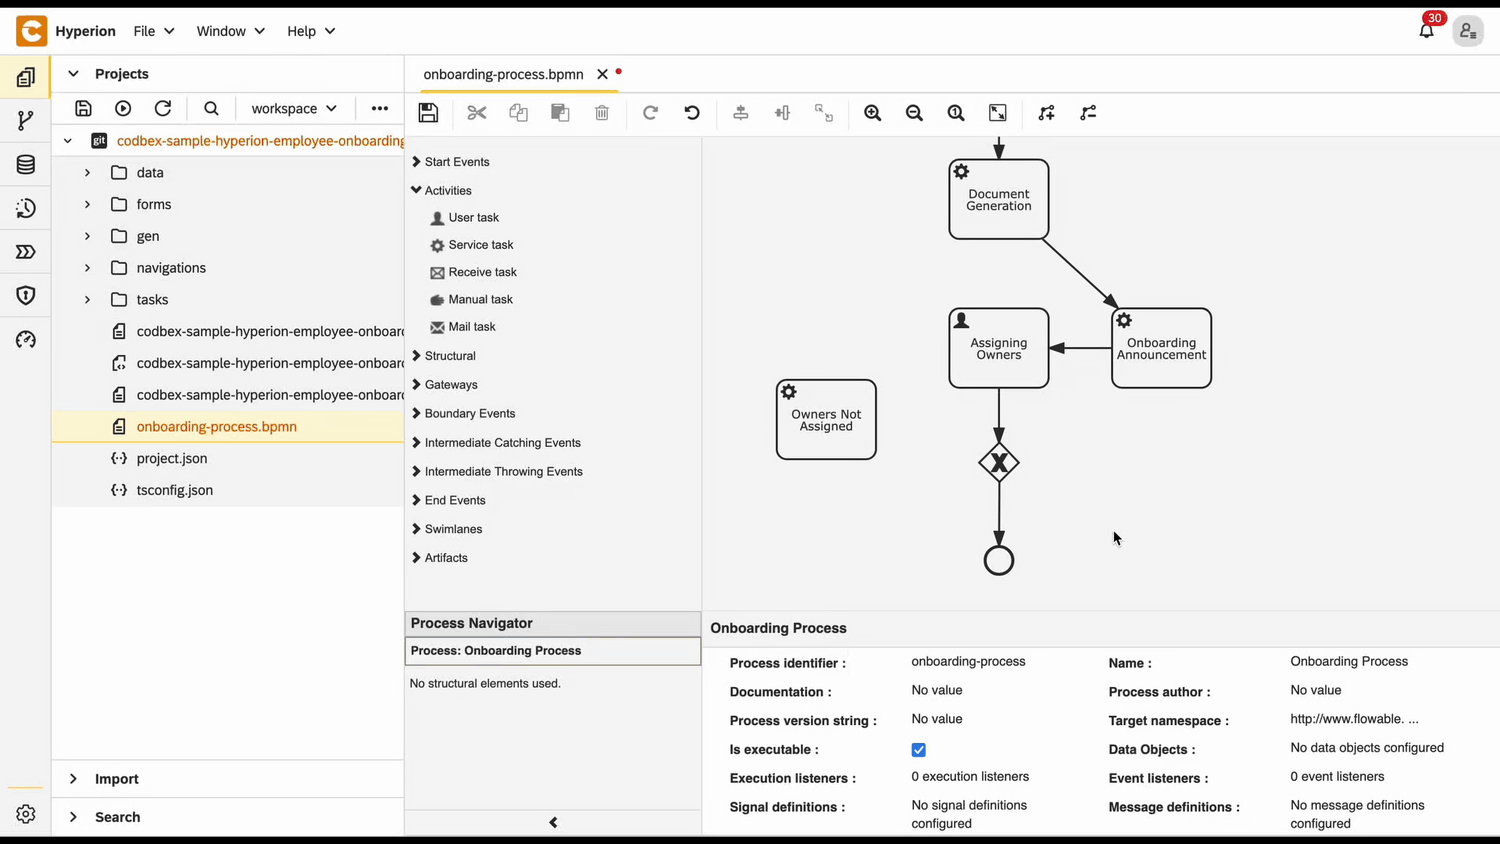 Hyperion
File
Window
Help
30
Projects
workspace
git
codbex-sample-hyperion-employee-onboarding
data
forms
gen
navigations
tasks
codbex-sample-hyperion-employee-onboard
codbex-sample-hyperion-employee-onboard
codbex-sample-hyperion-employee-onboard
onboarding-process.bpmn
project.json
tsconfig.json
Import
Search
onboarding-process.bpmn
Start Events
Activities
User task
Service task
Receive task
Manual task
Mail task
Structural
Gateways
Boundary Events
Intermediate Catching Events
Intermediate Throwing Events
End Events
Swimlanes
Artifacts
Process Navigator
Process: Onboarding Process
No structural elements used.
Document
Generation
Assigning
Owners
Onboarding
Announcement
Owners Not
Assigned
Onboarding Process
Process identifier : onboarding-process Name : Onboarding Process
Documentation : No value Process author : No value
Process version string : No value Target namespace : http://www.flowable. ...
Is executable : Data Objects : No data objects configured
Execution listeners : 0 execution listeners Event listeners : 0 event listeners
Signal definitions : No signal definitions Message definitions : No message definitions
configured configured